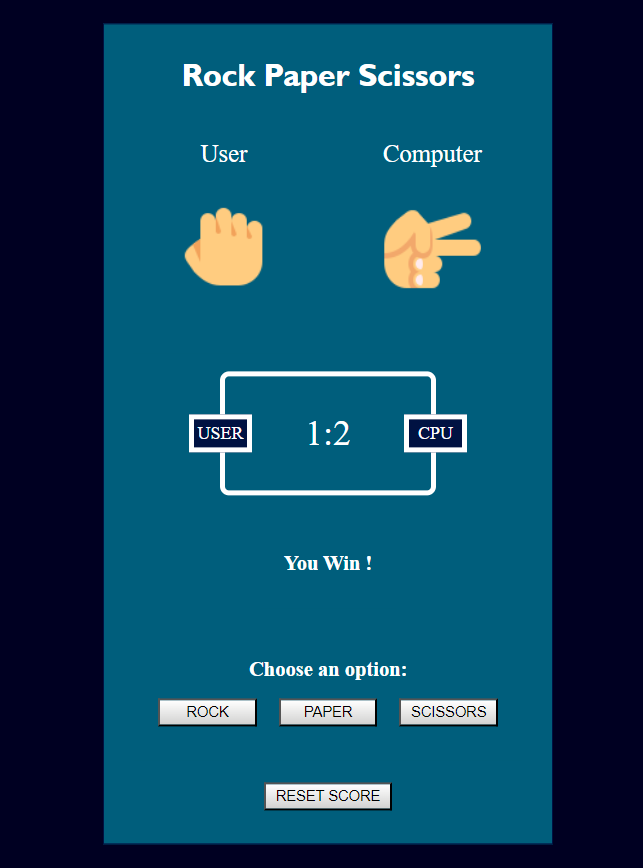 Rock Paper Scissors
User Computer
USER 1:2 CPU
You Win !
Choose an option:
ROCK PAPER SCISSORS
RESET SCORE